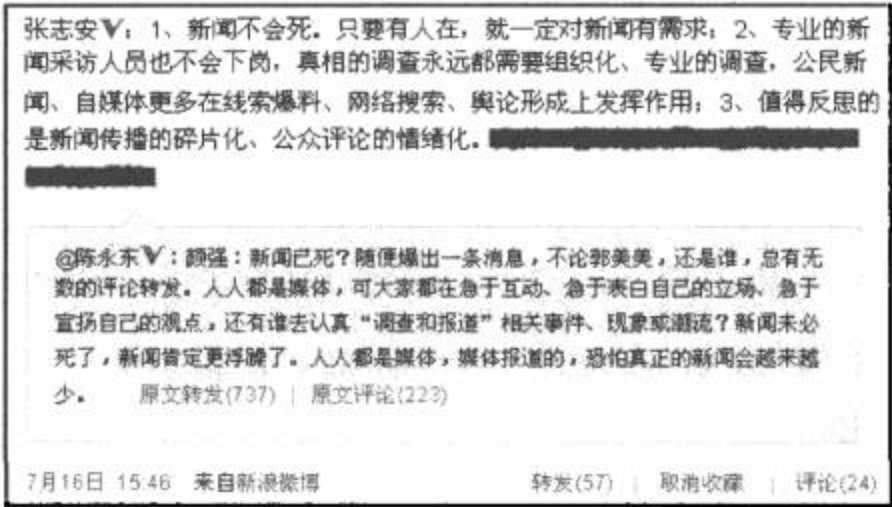 张志安V：1、新闻不会死。只要有人在，就一定对新闻有需求；2、专业的新
闻采访人员也不会下岗，真相的调查永远都需要组织化、专业的调查，公民新
闻、自媒体更多在线索爆料、网络搜索、舆论形成上发挥作用；3、值得反思的
是新闻传播的碎片化、公众评论的情绪化。
@陈永东V：颜强：新闻已死？随便爆出一条消息，不论郭美美，还是谁，总有无
数的评论转发。人人都是媒体，可大家都在急于互动、急于表白自己的立场、急于
宣扬自己的观点，还有谁去认真“调查和报道”相关事件、现象或潮流？新闻未必
死了，新闻肯定更浮躁了。人人都是媒体，媒体报道的，恐怕真正的新闻会越来越
少。 原文转发(737) | 原文评论(223)
7月16日 15:46 来自新浪微博 转发(57) | 取消收藏 | 评论(24)